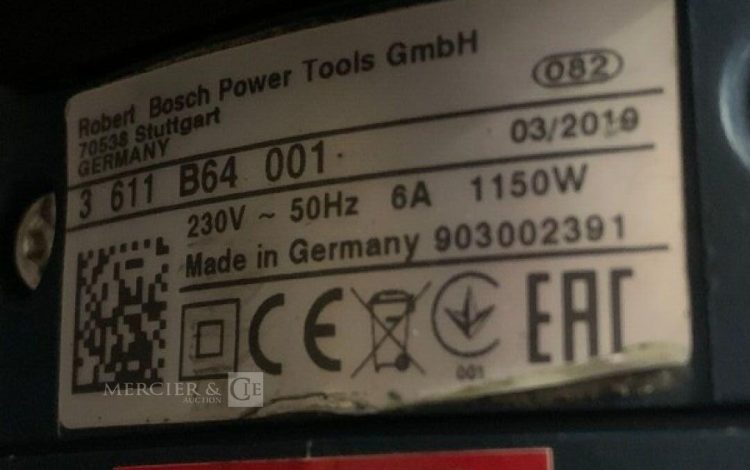 Robert Bosch Power Tools GmbH
70538 Stuttgart
GERMANY
082
03/2019
3 611 B64 001
230V ~ 50Hz 6A 1150W
Made in Germany 903002391
CE
001
EAC
MERCIER & CIE
AUCTION